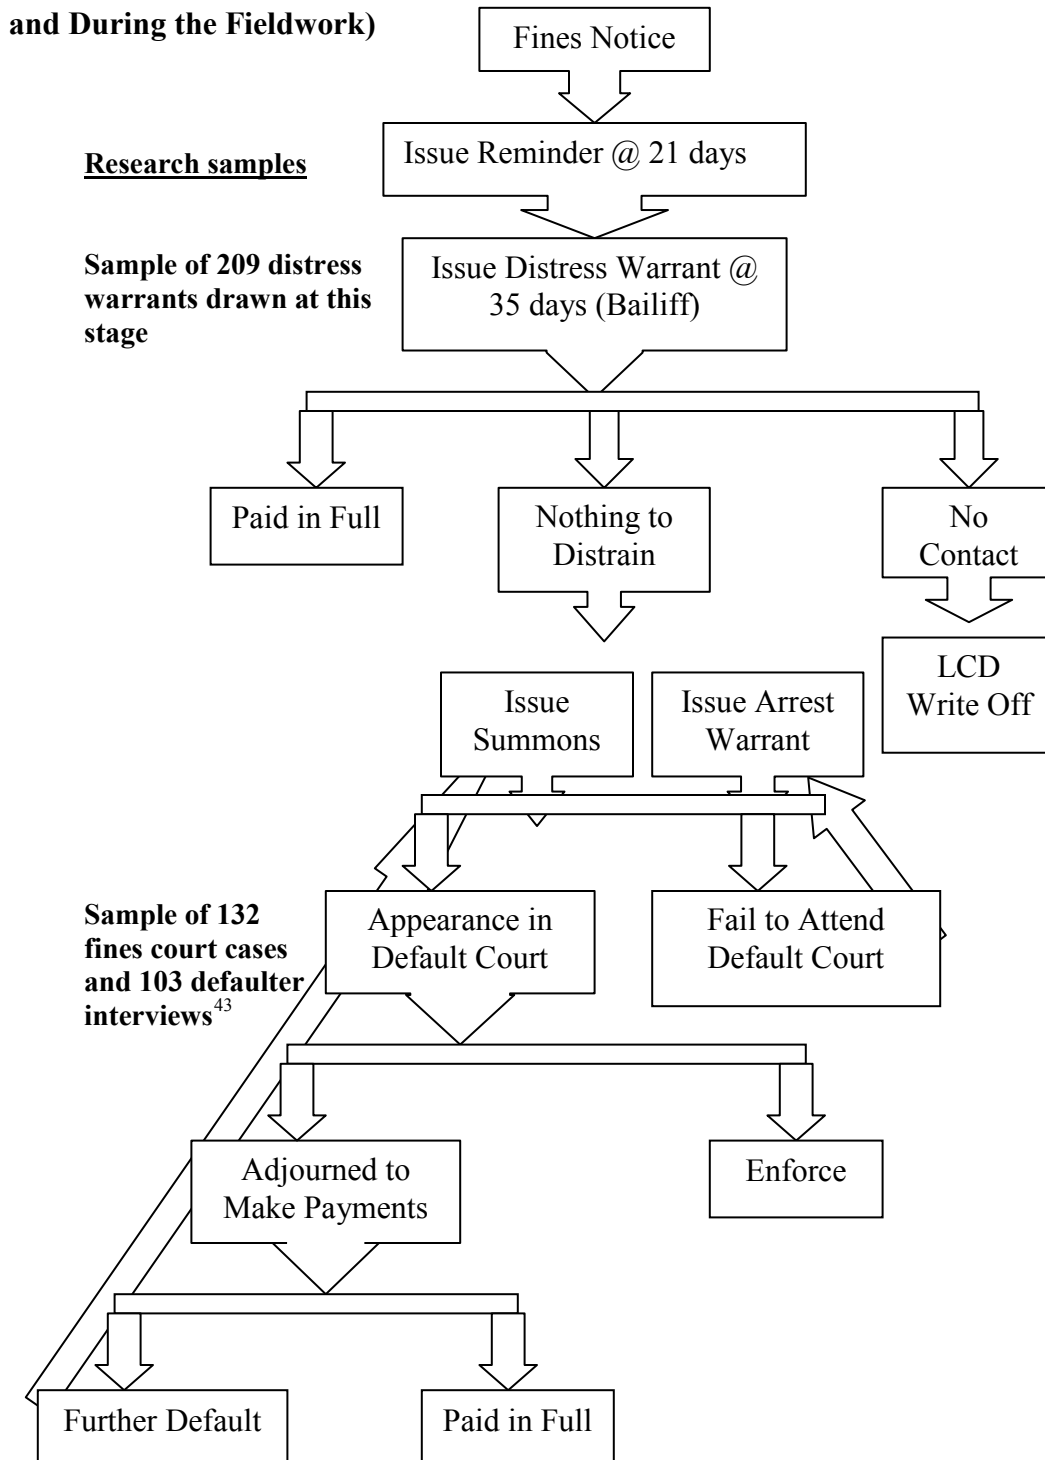 and During the Fieldwork)
Fines Notice
Issue Reminder @ 21 days
Research samples
Sample of 209 distress
warrants drawn at this
stage
Issue Distress Warrant @
35 days (Bailiff)
Paid in Full
Nothing to
Distrain
No
Contact
LCD
Write Off
Issue
Summons
Issue Arrest
Warrant
Sample of 132
fines court cases
and 103 defaulter
interviews43
Appearance in
Default Court
Fail to Attend
Default Court
Adjourned to
Make Payments
Enforce
Further Default
Paid in Full